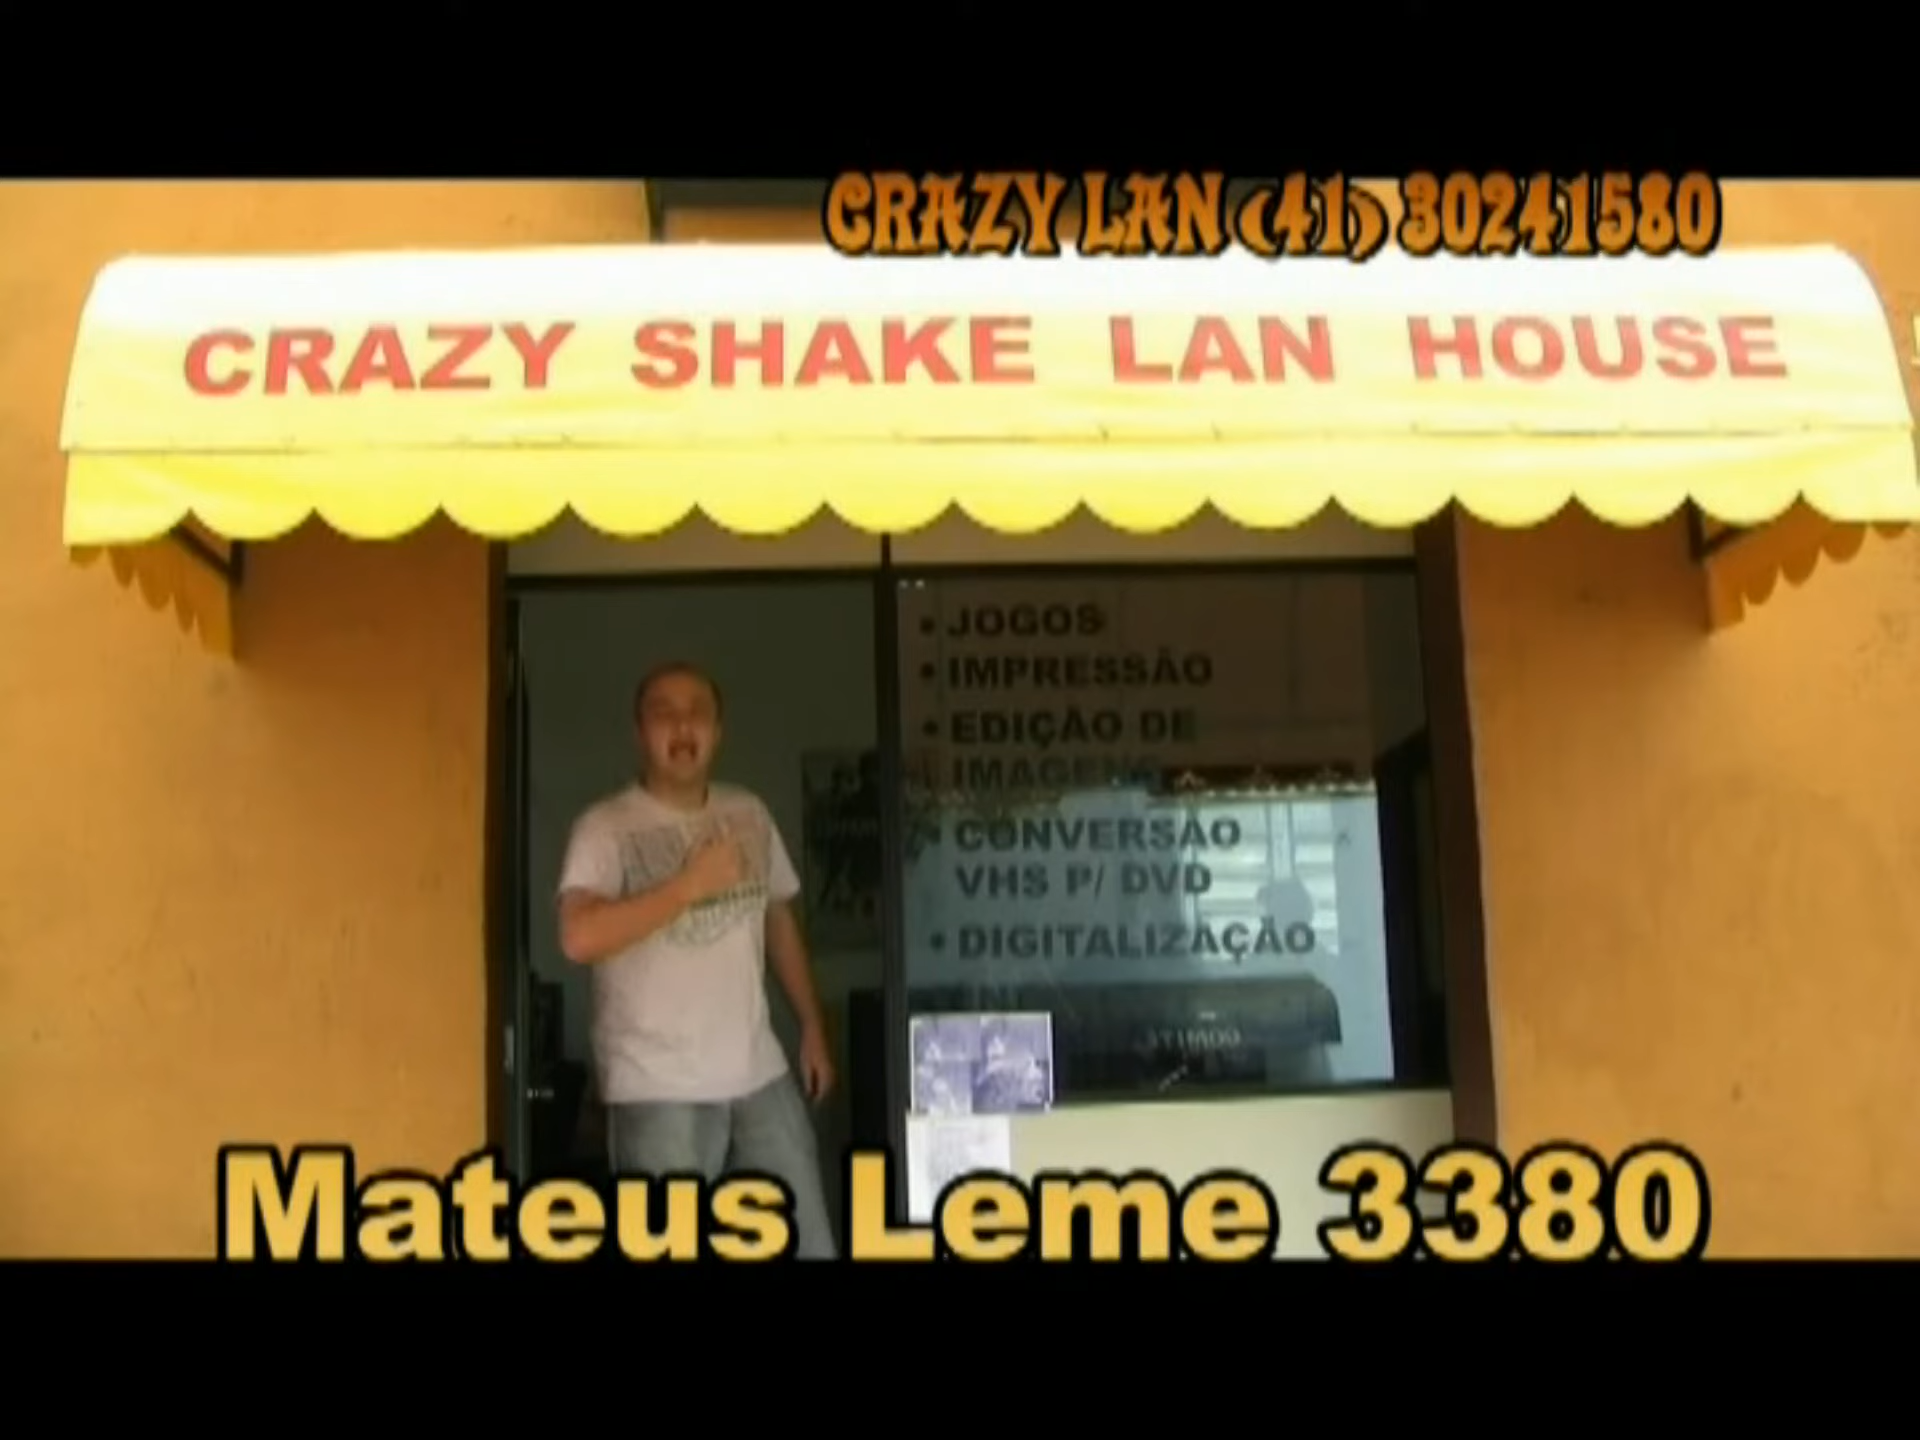 CRAZY LAN (41) 30241580
CRAZY SHAKE LAN HOUSE
• JOGOS
• IMPRESSÃO
• EDIÇÃO DE
IMAGENS
• CONVERSÃO
VHS P/ DVD
• DIGITALIZAÇÃO
Mateus Leme 3380